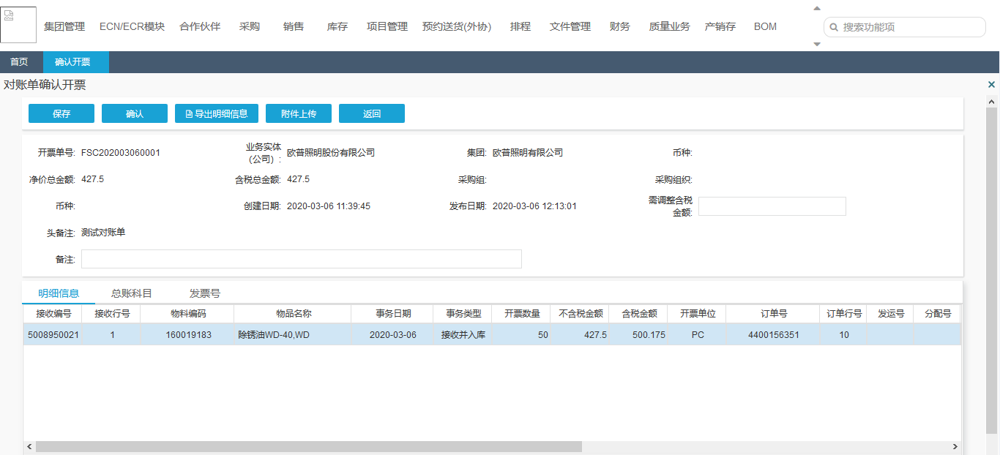 集团管理 ECN/ECR模块 合作伙伴 采购 销售 库存 项目管理 预约送货(外协) 排程 文件管理 财务 质量业务 产销存 BOM 搜索功能项
首页 确认开票
对账单确认开票
保存 确认 导出明细信息 附件上传 返回
开票单号: FSC202003060001 业务实体（公司）: 欧普照明股份有限公司 集团: 欧普照明有限公司 币种:
净价总金额: 427.5 含税总金额: 427.5 采购组: 采购组织:
币种: 创建日期: 2020-03-06 11:39:45 发布日期: 2020-03-06 12:13:01 需调整含税金额:
头备注: 测试对账单
备注:
明细信息 总账科目 发票号
接收编号 接收行号 物料编码 物品名称 事务日期 事务类型 开票数量 不含税金额 含税金额 开票单位 订单号 订单行号 发运号 分配号
5008950021 1 160019183 除锈油WD-40,WD 2020-03-06 接收并入库 50 427.5 500.175 PC 4400156351 10